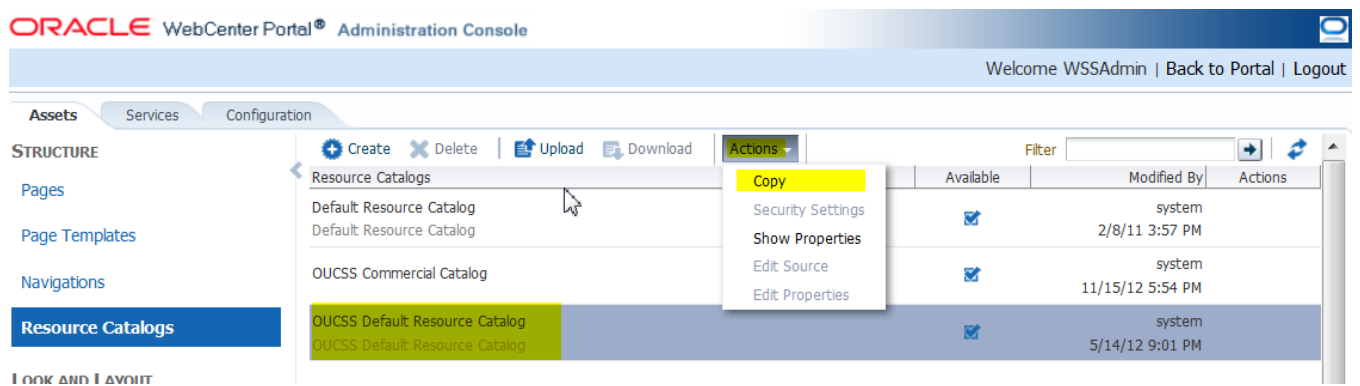 ORACLE WebCenter Portal® Administration Console
Welcome WSSAdmin | Back to Portal | Logout
Assets Services Configuration
STRUCTURE
Pages
Page Templates
Navigations
Resource Catalogs
LOOK AND LAYOUT
Create Delete Upload Download Actions Filter
Resource Catalogs Available Modified By Actions
Default Resource Catalog
Default Resource Catalog
system
2/8/11 3:57 PM
OUCSS Commercial Catalog
system
11/15/12 5:54 PM
OUCSS Default Resource Catalog
OUCSS Default Resource Catalog
system
5/14/12 9:01 PM
Copy
Security Settings
Show Properties
Edit Source
Edit Properties